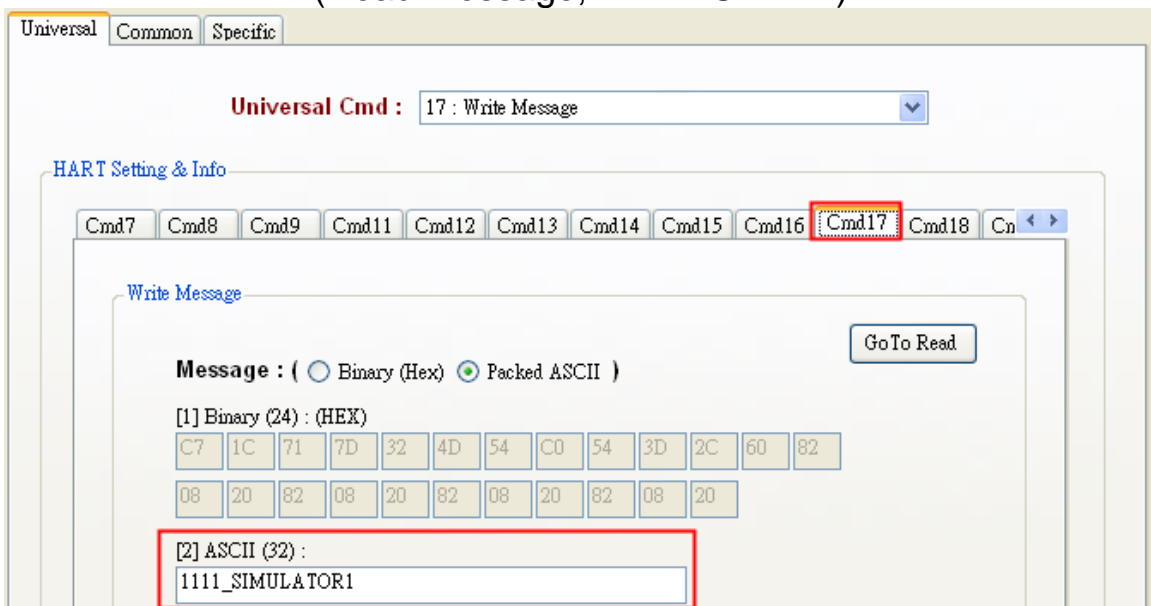 Universal Common Specific
Universal Cmd : 17 : Write Message
HART Setting & Info
Cmd7 Cmd8 Cmd9 Cmd11 Cmd12 Cmd13 Cmd14 Cmd15 Cmd16 Cmd17 Cmd18
Write Message
GoTo Read
Message : ( Binary (Hex) Packed ASCII )
[1] Binary (24) : (HEX)
C7 1C 71 7D 32 4D 54 C0 54 3D 2C 60 82
08 20 82 08 20 82 08 20 82 08 20
[2] ASCII (32) :
1111_SIMULATOR1